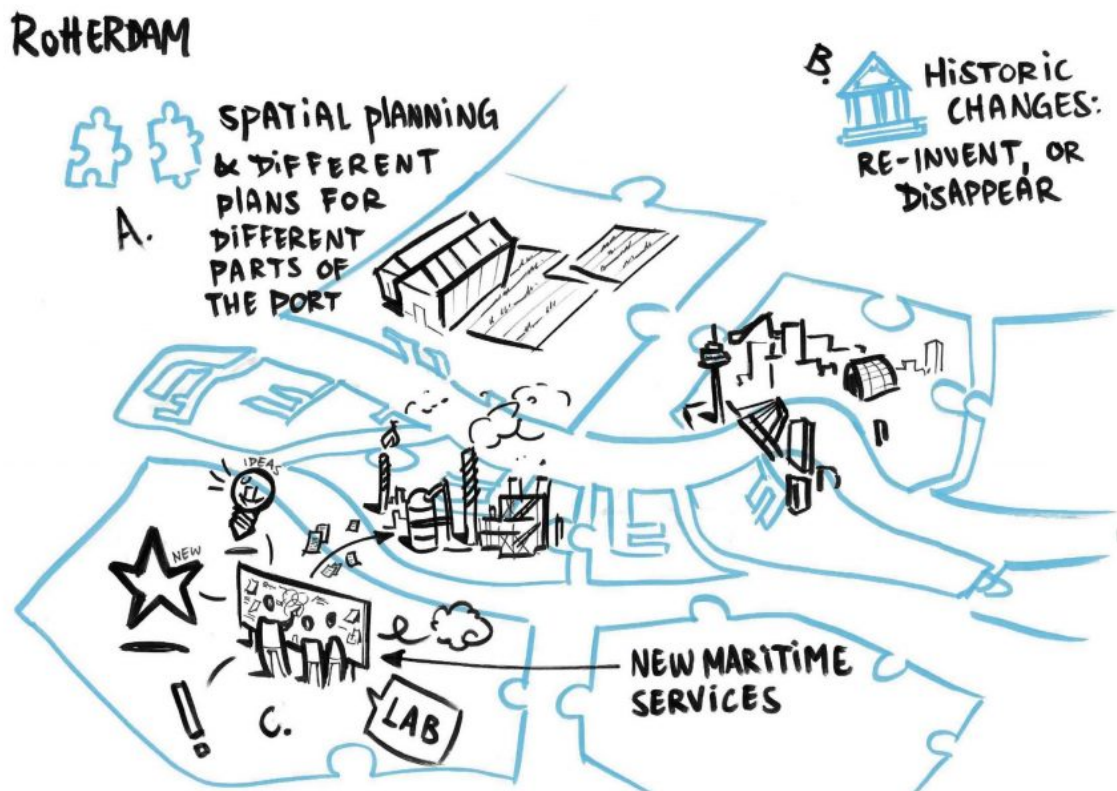 ROTTERDAM
SPATIAL PLANNING
& DIFFERENT
PLANS FOR
DIFFERENT
PARTS OF
THE PORT
A.
B.
HISTORIC
CHANGES:
RE-INVENT, OR
DISAPPEAR
IDEAS
NEW
C.
LAB
NEW MARITIME
SERVICES